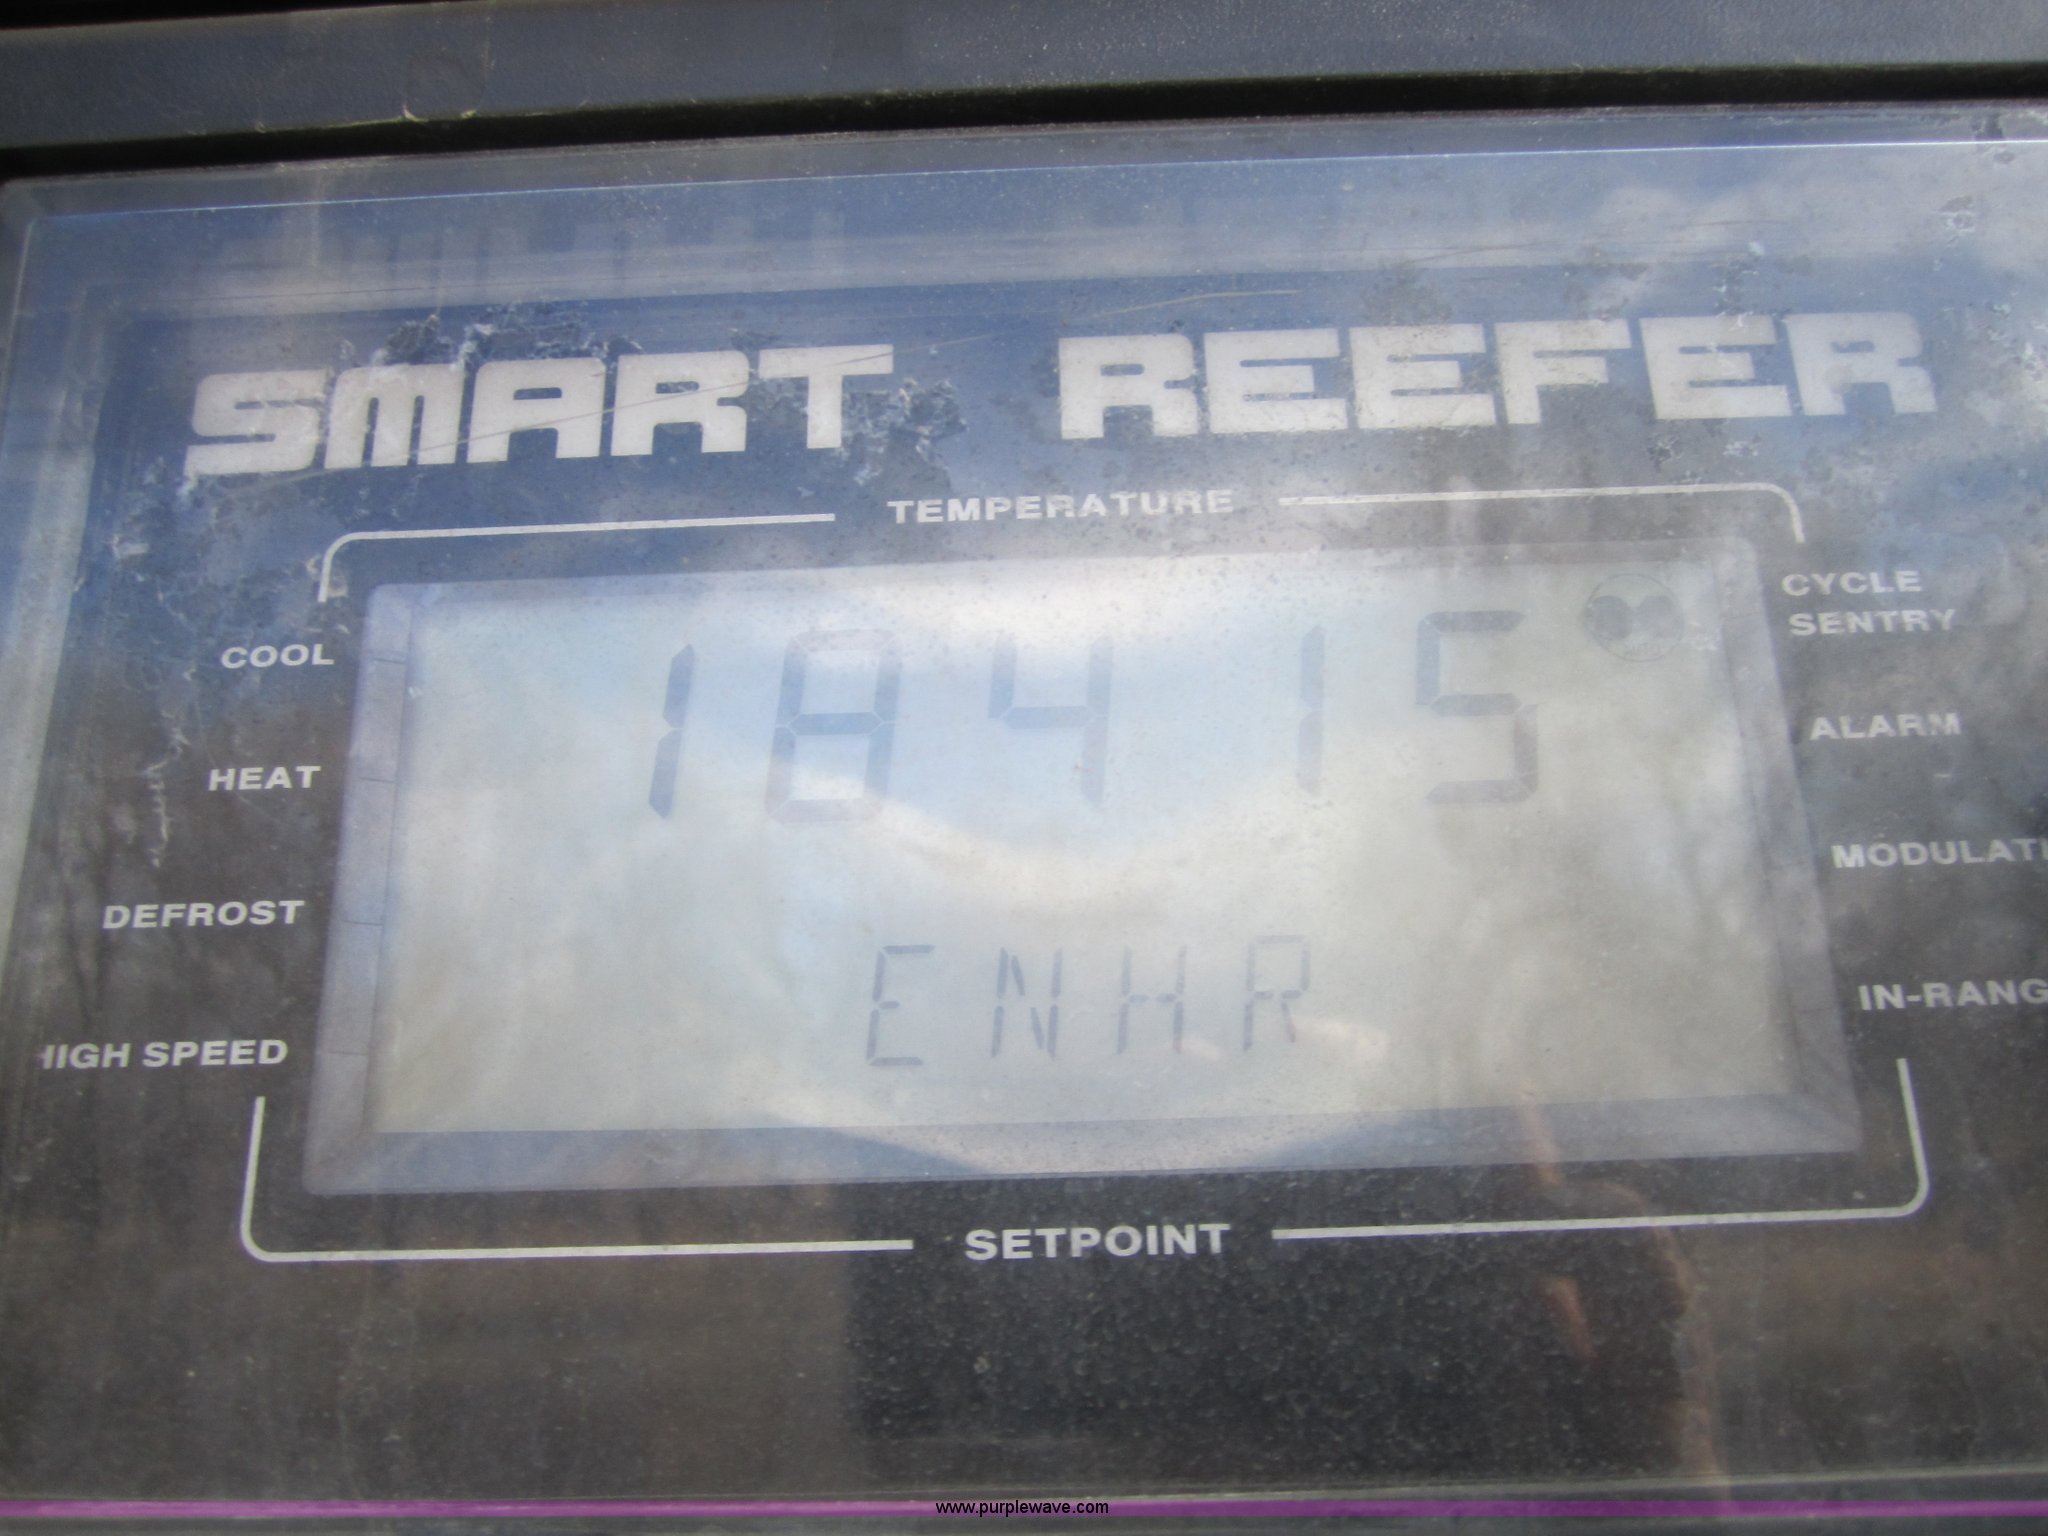 SMART REEFER
TEMPERATURE
COOL
HEAT
DEFROST
HIGH SPEED
18415
ENHR
CYCLE
SENTRY
ALARM
MODULATI
IN-RANG
SETPOINT
www.purplewave.com